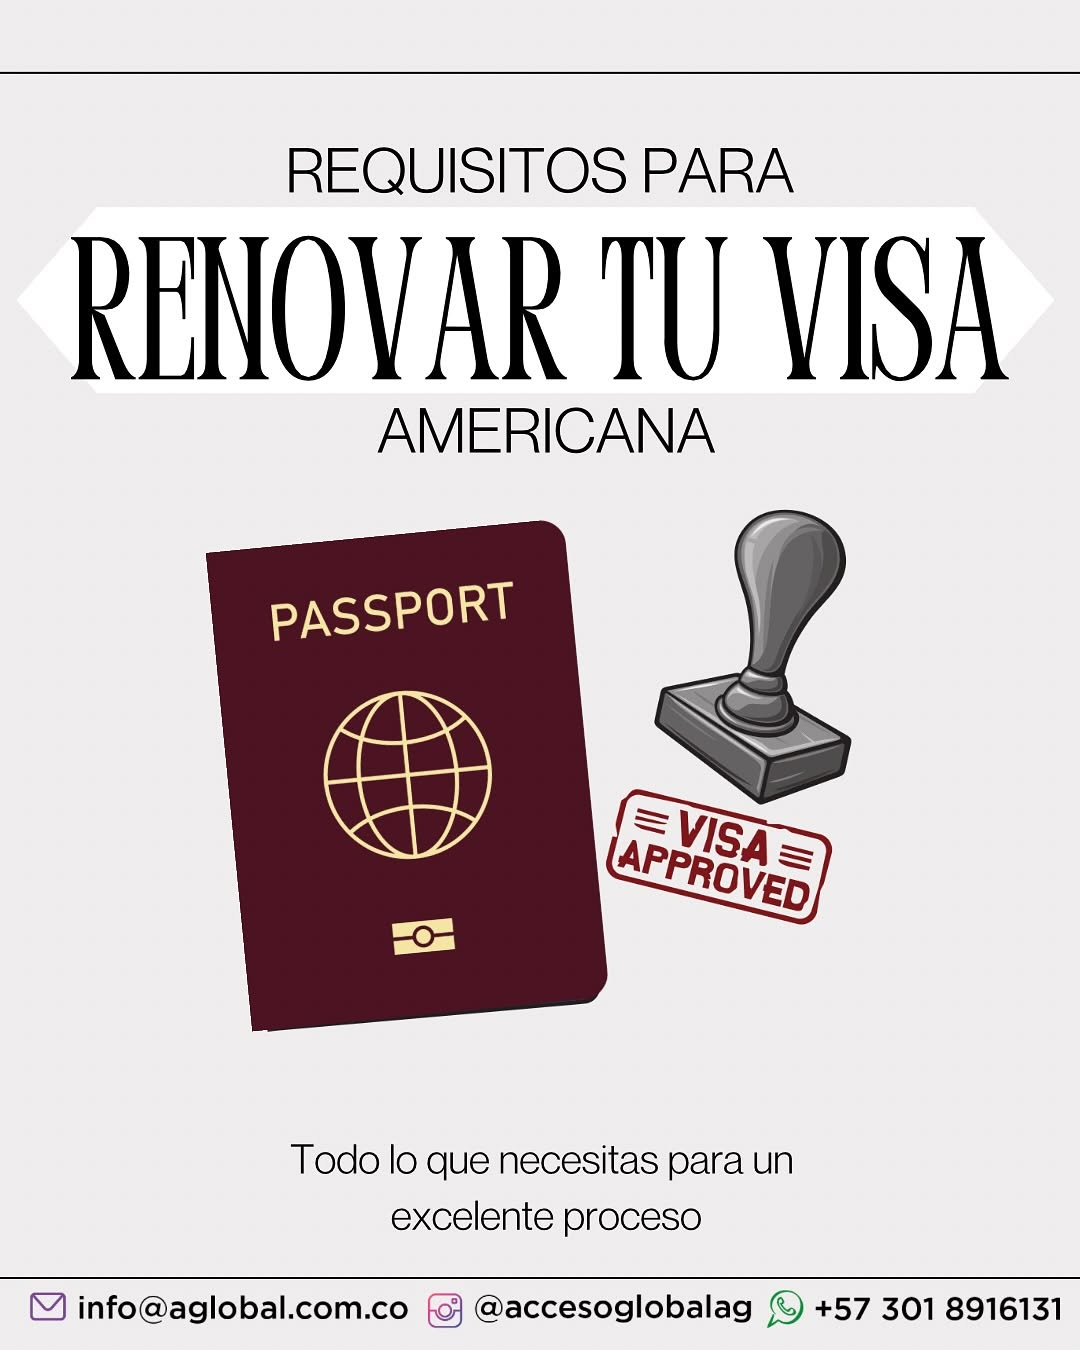 REQUISITOS PARA
RENOVAR TU VISA
AMERICANA
PASSPORT
VISA
APPROVED
Todo lo que necesitas para un
excelente proceso
info@aglobal.com.co @accesoglobalag +57 301 8916131